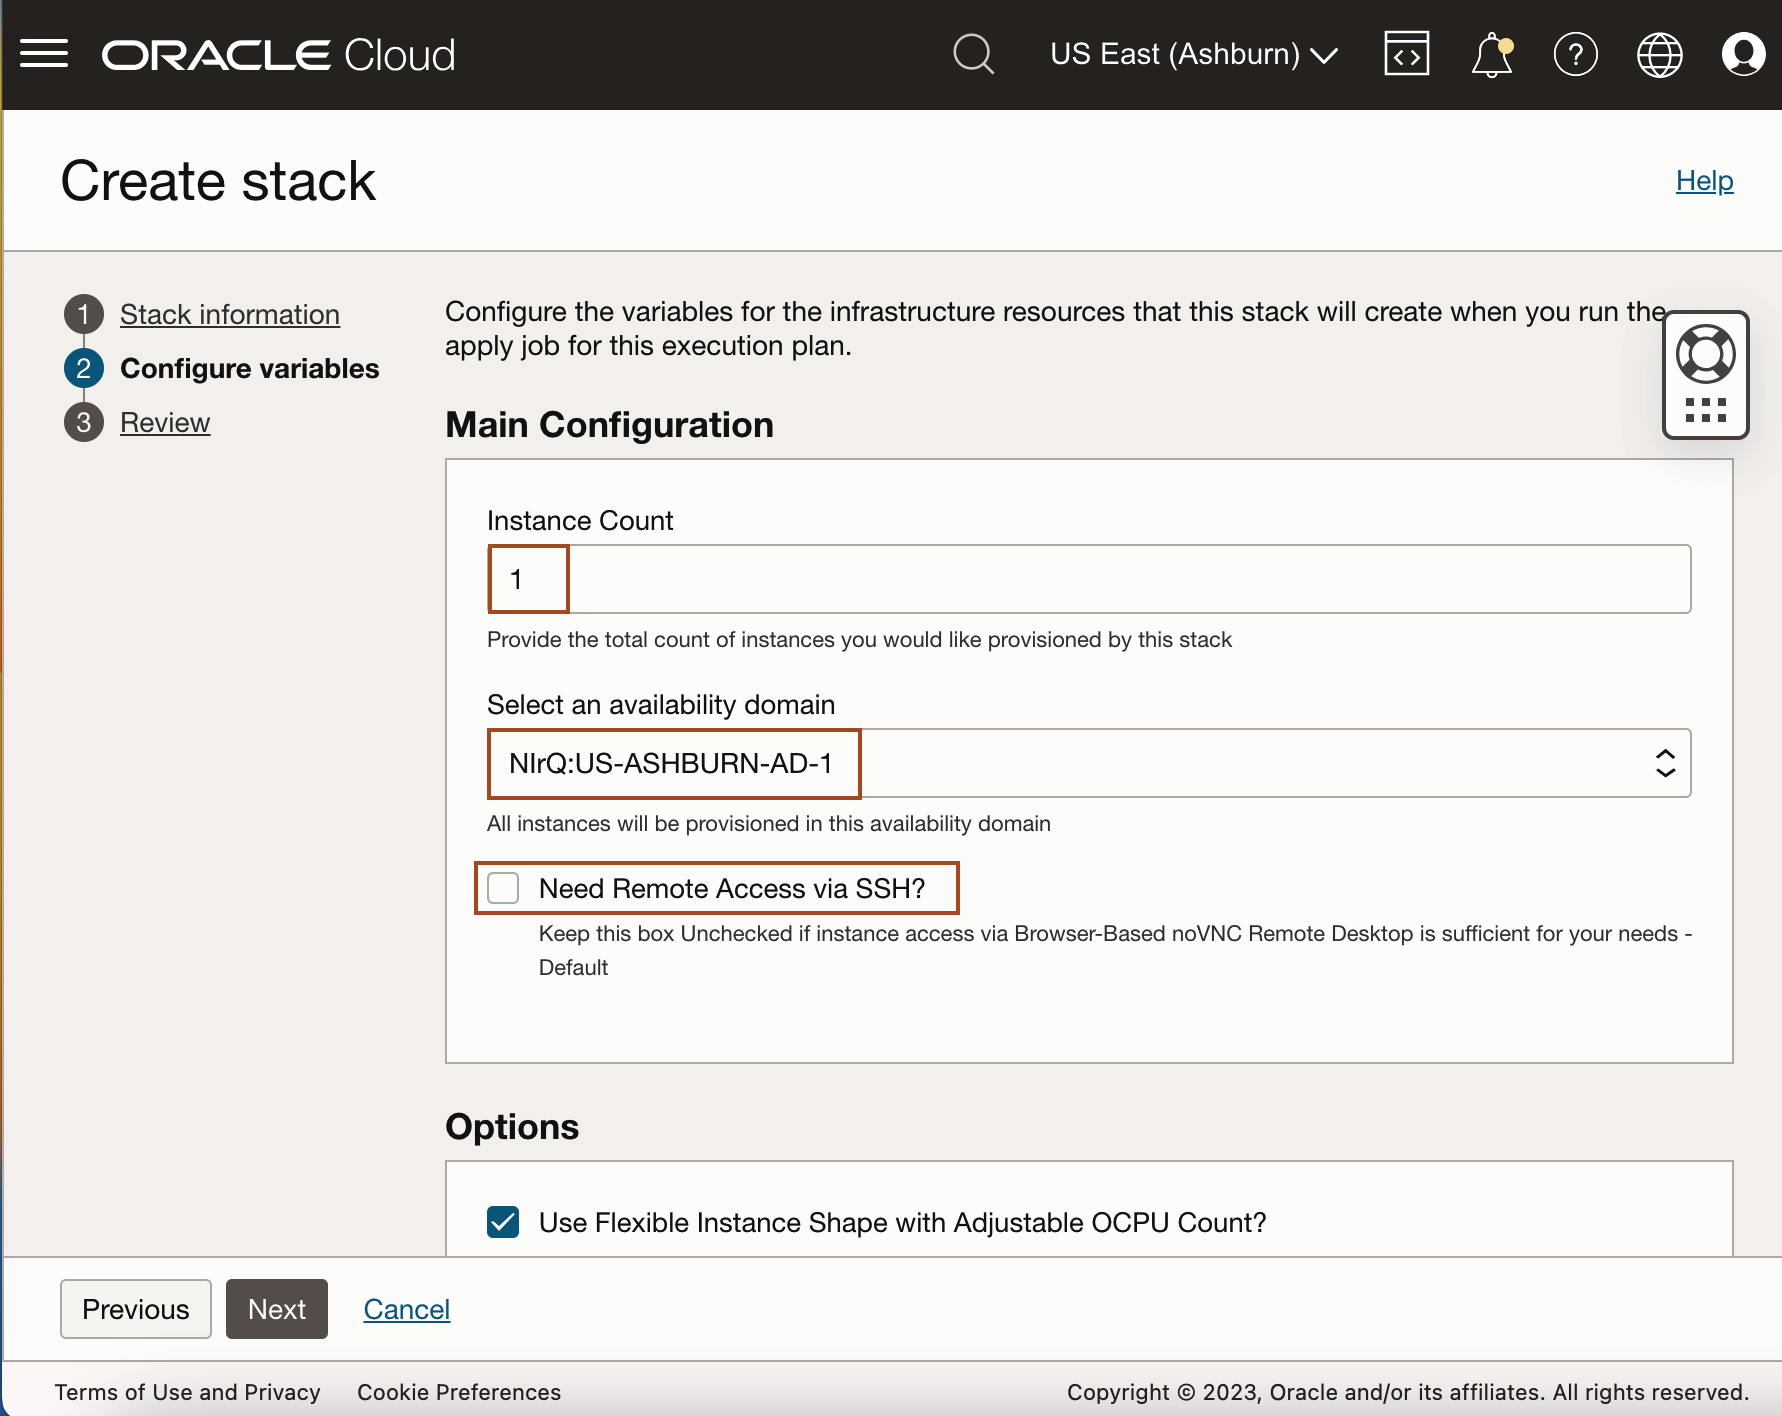 ORACLE Cloud
US East (Ashburn)
Create stack
Help
1 Stack information
2 Configure variables
3 Review
Configure the variables for the infrastructure resources that this stack will create when you run the
apply job for this execution plan.
Main Configuration
Instance Count
1
Provide the total count of instances you would like provisioned by this stack
Select an availability domain
NIrQ:US-ASHBURN-AD-1
All instances will be provisioned in this availability domain
Need Remote Access via SSH?
Keep this box Unchecked if instance access via Browser-Based noVNC Remote Desktop is sufficient for your needs -
Default
Options
Use Flexible Instance Shape with Adjustable OCPU Count?
Previous Next Cancel
Terms of Use and Privacy Cookie Preferences
Copyright © 2023, Oracle and/or its affiliates. All rights reserved.